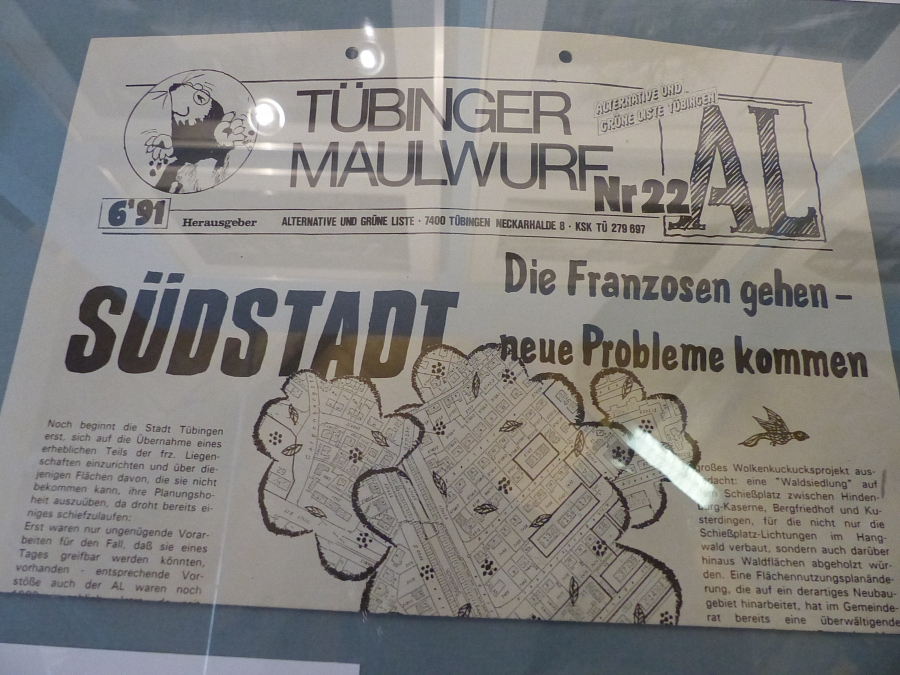 TÜBINGER
MAULWURF
Nr 22
ALTERNATIVE UND
GRÜNE LISTE TÜBINGEN
AL
6'91
Herausgeber ALTERNATIVE UND GRÜNE LISTE · 7400 TÜBINGEN NECKARHALDE 8 · KSK TÜ 279 697
SÜDSTADT
Die Franzosen gehen –
neue Probleme kommen
Noch beginnt die Stadt Tübingen
erst, sich auf die Übernahme eines
erheblichen Teils der frz. Liegen-
schaften einzurichten und über die-
jenigen Flächen davon, die sie nicht
bekommen kann, ihre Planungsho-
heit auszuüben, da droht bereits ei-
niges schiefzulaufen:
Erst waren nur ungenügende Vorar-
beiten für den Fall, daß sie eines
Tages greifbar werden könnten,
vorhanden - entsprechende Vor-
stöße auch der AL waren noch
großes Wolkenkuckucksprojekt aus-
dacht: eine "Waldsiedlung" auf
Schießplatz zwischen Hinden-
burg-Kaserne, Bergfriedhof und Ku-
sterdingen, für die nicht nur die
Schießplatz-Lichtungen im Hang-
wald verbaut, sondern auch darüber
hinaus Waldflächen abgeholzt wür-
den. Eine Flächennutzungsplanände-
rung, die auf ein derartiges Neubau-
gebiet hinarbeitet, hat im Gemeinde-
rat bereits eine überwältigende